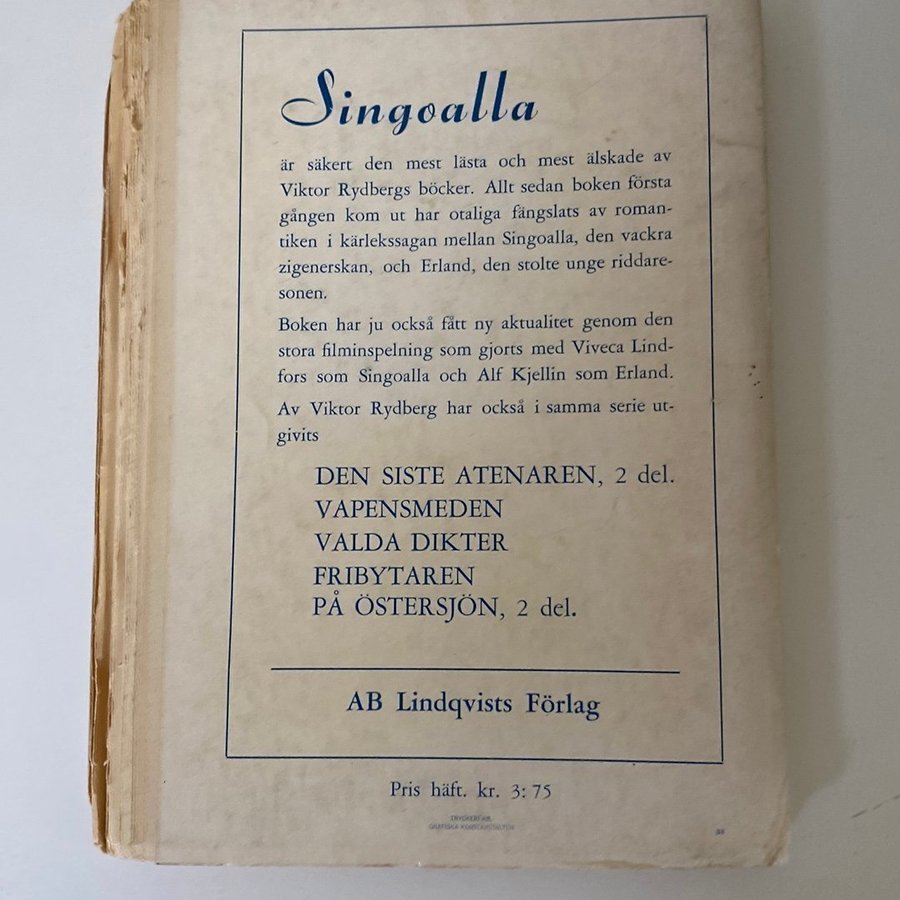 Singoalla
är säkert den mest lästa och mest älskade av
Viktor Rydbergs böcker. Allt sedan boken första
gången kom ut har otaliga fängslats av roman-
tiken i kärlekssagan mellan Singoalla, den vackra
zigenerskan, och Erland, den stolte unge riddare-
sonen.
Boken har ju också fått ny aktualitet genom den
stora filminspelning som gjorts med Viveca Lind-
fors som Singoalla och Alf Kjellin som Erland.
Av Viktor Rydberg har också i samma serie ut-
givits
DEN SISTE ATENAREN, 2 del.
VAPENSMEDEN
VALDA DIKTER
FRIBYTAREN
PÅ ÖSTERSJÖN, 2 del.
AB Lindqvists Förlag
Pris häft. kr. 3:75
GRAFISKA KONSTANSTALTEN